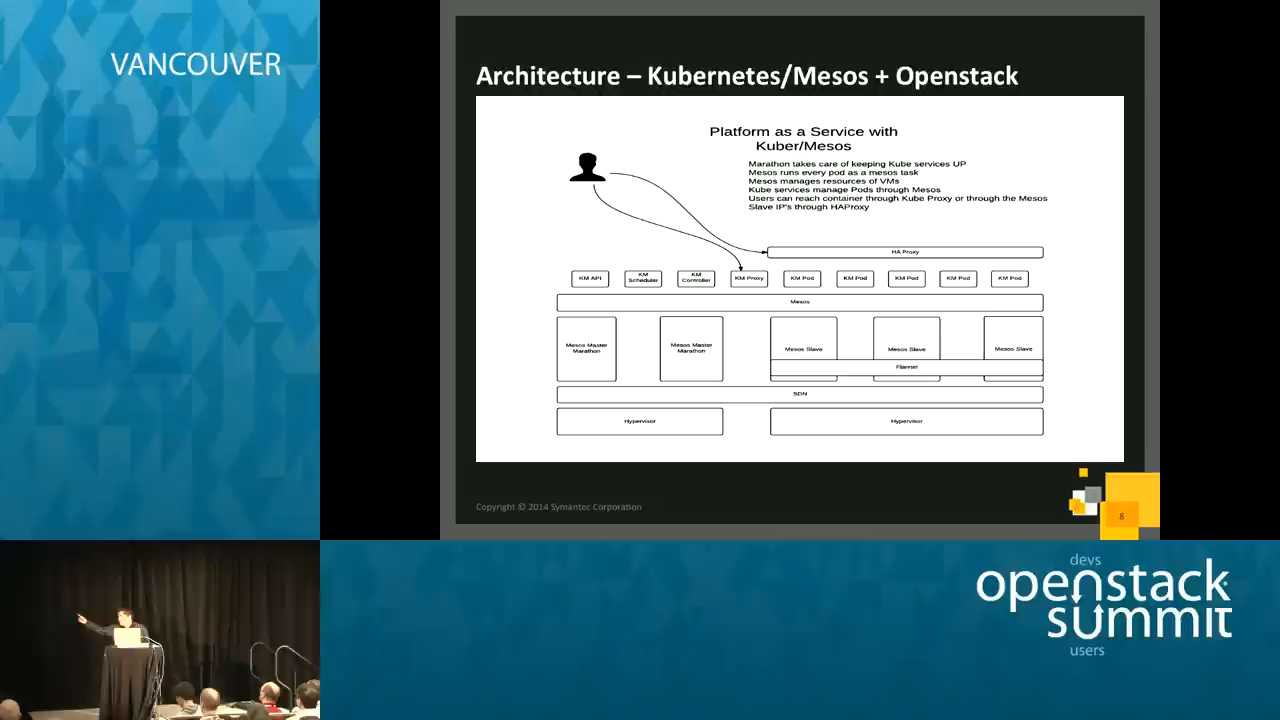 VANCOUVER
Architecture – Kubernetes/Mesos + Openstack
Platform as a Service with
Kuber/Mesos
Marathon takes care of keeping Kube services UP
Mesos runs every pod as a mesos task
Mesos manages resources of VMs
Kube services manage Pods through Mesos
Users can reach container through Kube Proxy or through the Mesos
Slave IP's through HAProxy
HA Proxy
KM API
KM
Scheduler
KM
Controller
KM Proxy
KM Pod
KM Pod
KM Pod
KM Pod
KM Pod
Mesos
Mesos Master
Marathon
Mesos Master
Marathon
Mesos Slave
Mesos Slave
Mesos Slave
Flannel
SDN
Hypervisor
Hypervisor
Copyright © 2014 Symantec Corporation
8
devs
openstack
summit
users